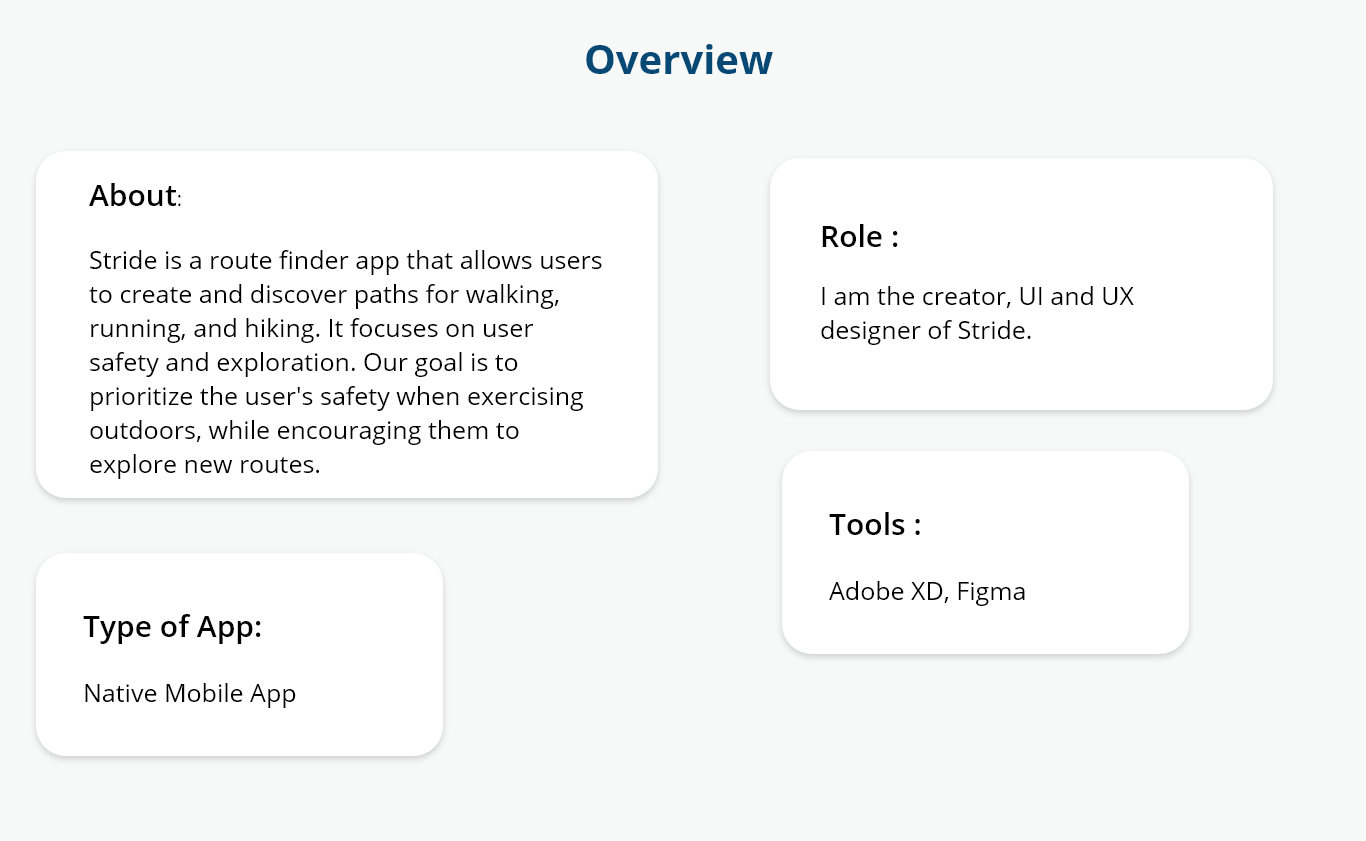 Overview
About:
Stride is a route finder app that allows users
to create and discover paths for walking,
running, and hiking. It focuses on user
safety and exploration. Our goal is to
prioritize the user's safety when exercising
outdoors, while encouraging them to
explore new routes.
Role :
I am the creator, UI and UX
designer of Stride.
Type of App:
Native Mobile App
Tools :
Adobe XD, Figma